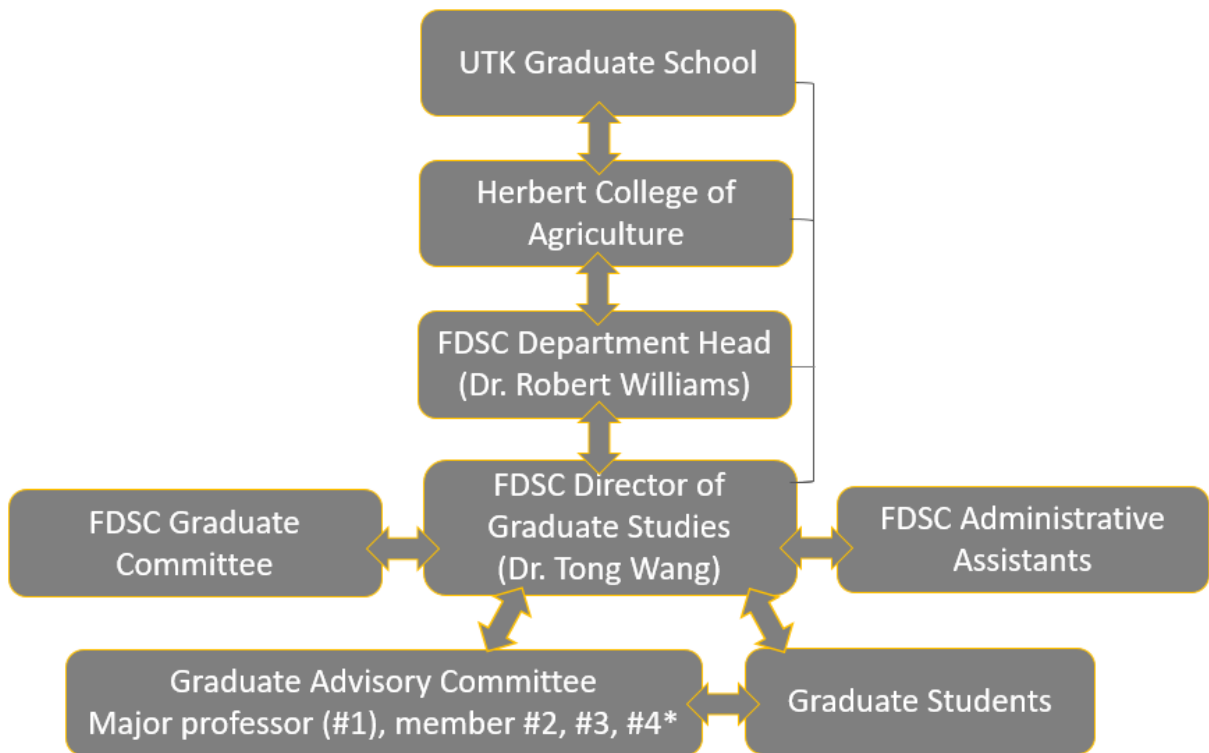 UTK Graduate School
Herbert College of
Agriculture
FDSC Department Head
(Dr. Robert Williams)
FDSC Director of
Graduate Studies
(Dr. Tong Wang)
FDSC Graduate
Committee
FDSC Administrative
Assistants
Graduate Advisory Committee
Major professor (#1), member #2, #3, #4*
Graduate Students